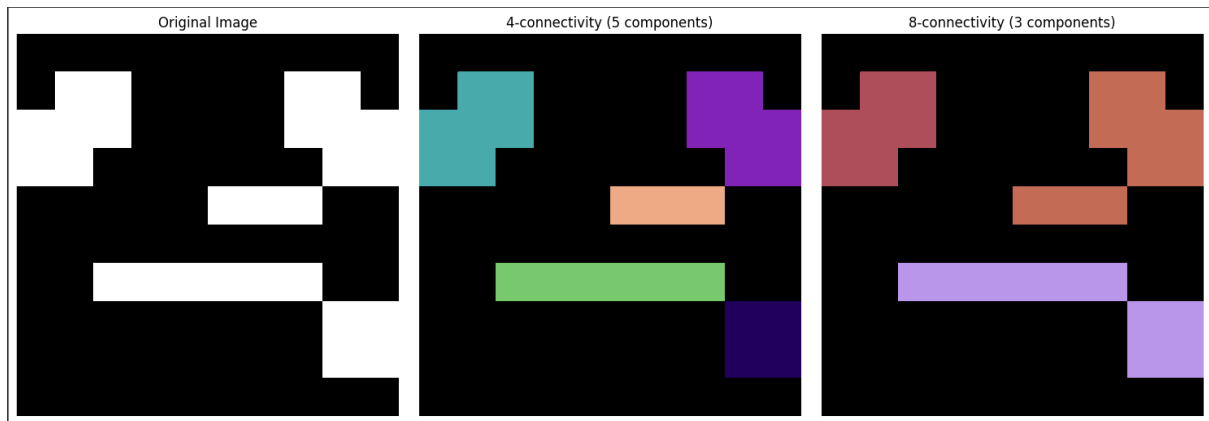 Original Image
4-connectivity (5 components)
8-connectivity (3 components)